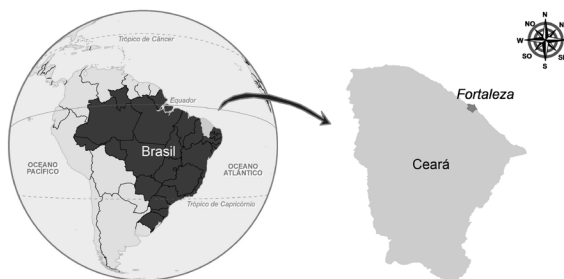 Trópico de Câncer
Equador
Brasil
OCEANO
PACÍFICO
OCEANO
ATLÂNTICO
Trópico de Capricórnio
N
NO
W
SO
S
Fortaleza
Ceará